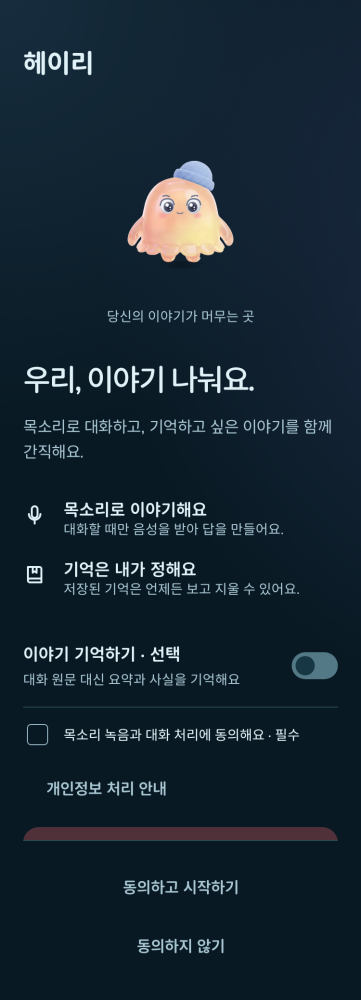 헤이리
당신의 이야기가 머무는 곳
우리, 이야기 나눠요.
목소리로 대화하고, 기억하고 싶은 이야기를 함께
간직해요.
목소리로 이야기해요
대화할 때만 음성을 받아 답을 만들어요.
기억은 내가 정해요
저장된 기억은 언제든 보고 지울 수 있어요.
이야기 기억하기 · 선택
대화 원문 대신 요약과 사실을 기억해요
목소리 녹음과 대화 처리에 동의해요 · 필수
개인정보 처리 안내
동의하고 시작하기
동의하지 않기